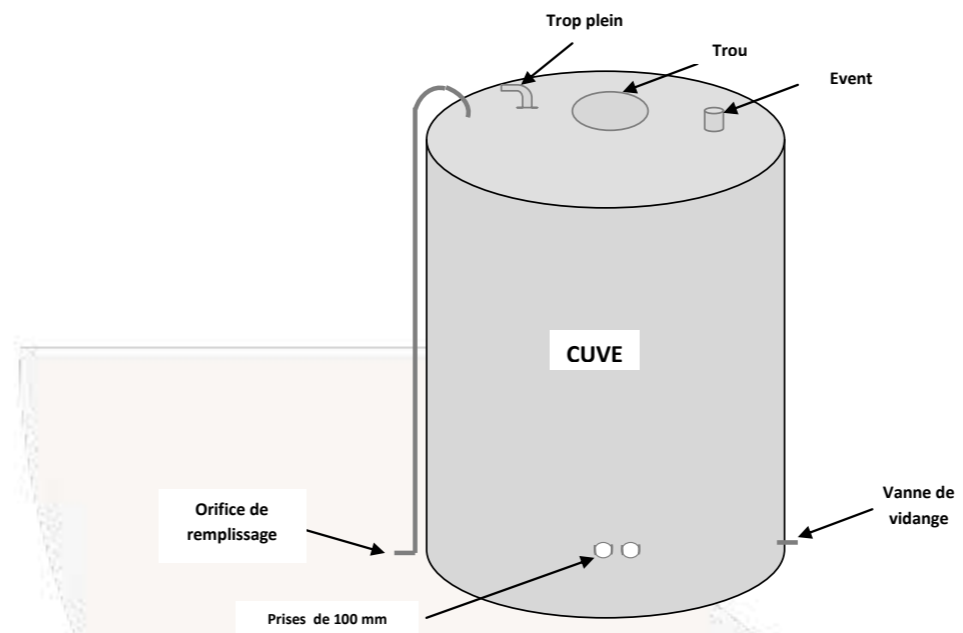 Trop plein
Trou
Event
CUVE
Orifice de
remplissage
Vanne de
vidange
Prises de 100 mm